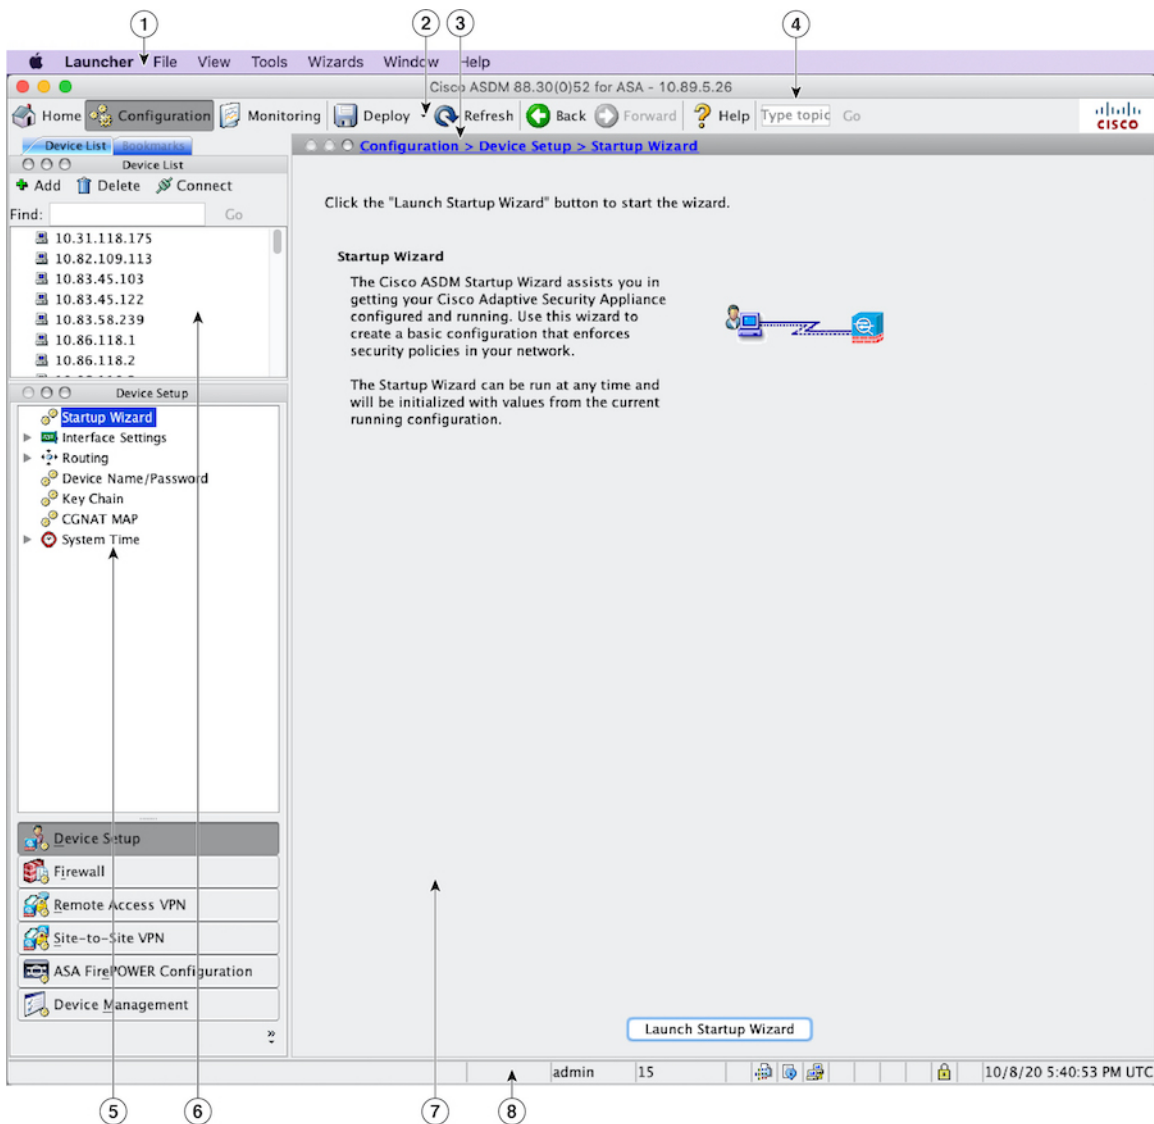 1 2 3 4
Launcher File View Tools Wizards Window Help
Cisco ASDM 88.30(0)52 for ASA - 10.89.5.26
Home Configuration Monitoring Deploy Refresh Back Forward Help Type topic Go
CISCO
Device List Bookmarks
Configuration > Device Setup > Startup Wizard
Device List
Add Delete Connect
Find: Go
10.31.118.175
10.82.109.113
10.83.45.103
10.83.45.122
10.83.58.239
10.86.118.1
10.86.118.2
Device Setup
Startup Wizard
Interface Settings
Routing
Device Name/Password
Key Chain
CGNAT MAP
System Time
Device Setup
Firewall
Remote Access VPN
Site-to-Site VPN
ASA FirePOWER Configuration
Device Management
Click the "Launch Startup Wizard" button to start the wizard.
Startup Wizard
The Cisco ASDM Startup Wizard assists you in
getting your Cisco Adaptive Security Appliance
configured and running. Use this wizard to
create a basic configuration that enforces
security policies in your network.
The Startup Wizard can be run at any time and
will be initialized with values from the current
running configuration.
Launch Startup Wizard
admin 15 10/8/20 5:40:53 PM UTC
5 6 7 8